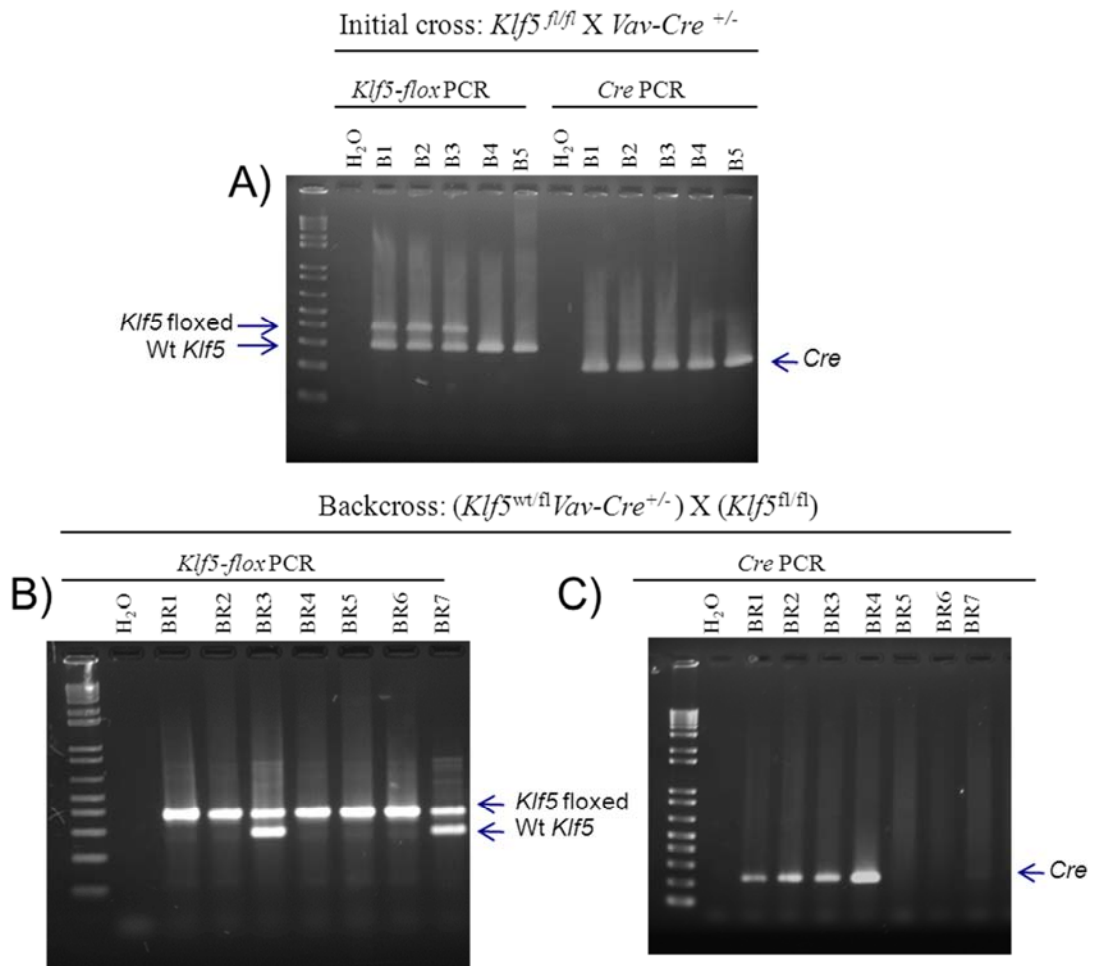 Initial cross: Klf5 fl/fl X Vav-Cre +/-
Klf5-flox PCR
Cre PCR
H2O B1 B2 B3 B4 B5 H2O B1 B2 B3 B4 B5
A)
Klf5 floxed
Wt Klf5
Cre
Backcross: (Klf5wt/fl Vav-Cre+/-) X (Klf5fl/fl)
Klf5-flox PCR
Cre PCR
B)
H2O BR1 BR2 BR3 BR4 BR5 BR6 BR7
C)
H2O BR1 BR2 BR3 BR4 BR5 BR6 BR7
Klf5 floxed
Wt Klf5
Cre